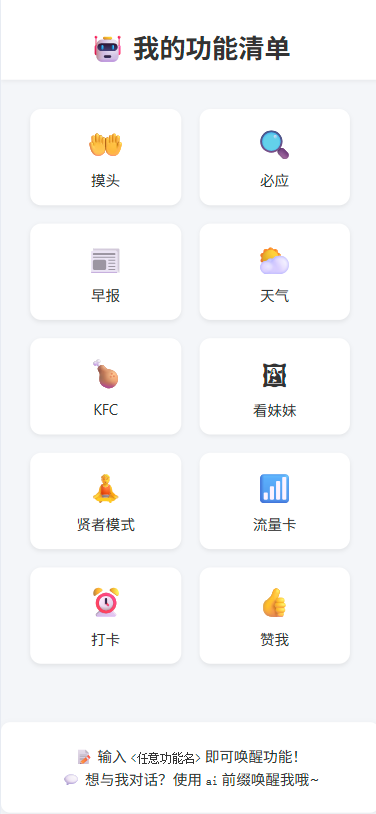 我的功能清单
摸头
必应
早报
天气
KFC
看妹妹
贤者模式
流量卡
打卡
赞我
输入 <任意功能名> 即可唤醒功能！
想与我对话？使用 ai 前缀唤醒我哦~